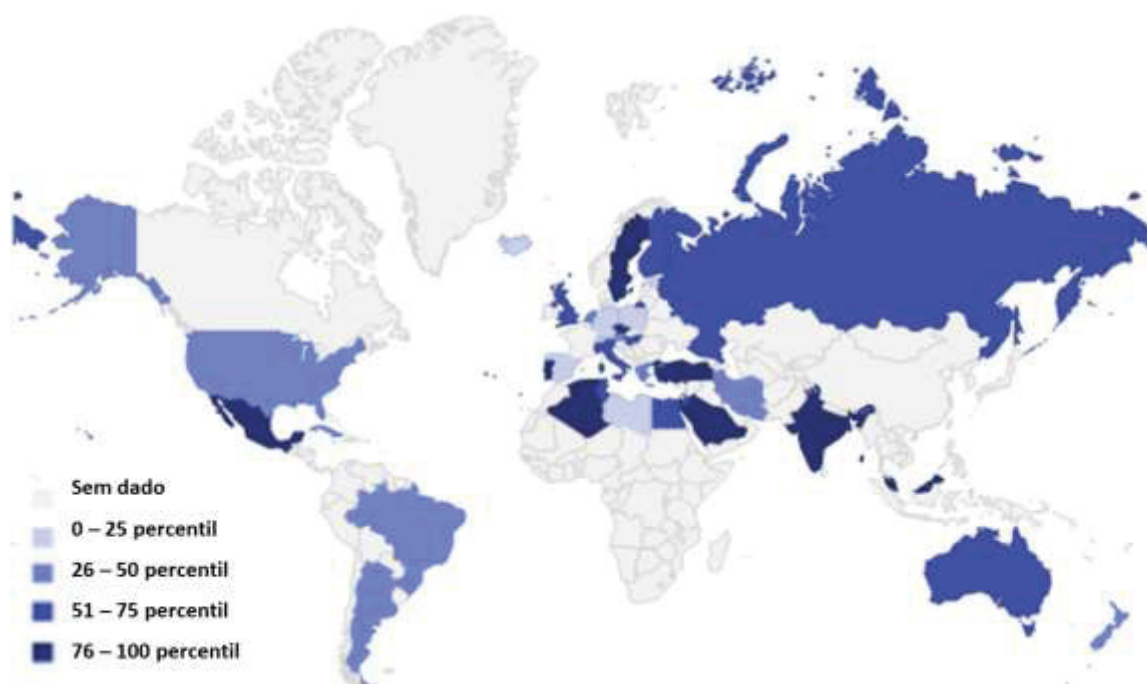 Sem dado
0 – 25 percentil
26 – 50 percentil
51 – 75 percentil
76 – 100 percentil